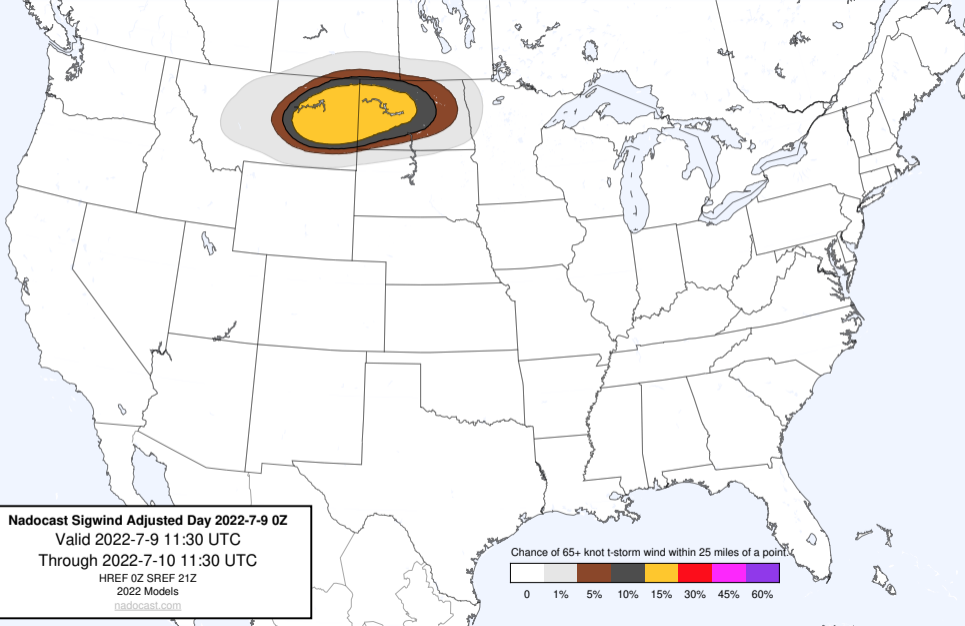 Nadocast Sigwind Adjusted Day 2022-7-9 0Z
Valid 2022-7-9 11:30 UTC
Through 2022-7-10 11:30 UTC
HREF 0Z SREF 21Z
2022 Models
nadocast.com
Chance of 65+ knot t-storm wind within 25 miles of a point.
0 1% 5% 10% 15% 30% 45% 60%